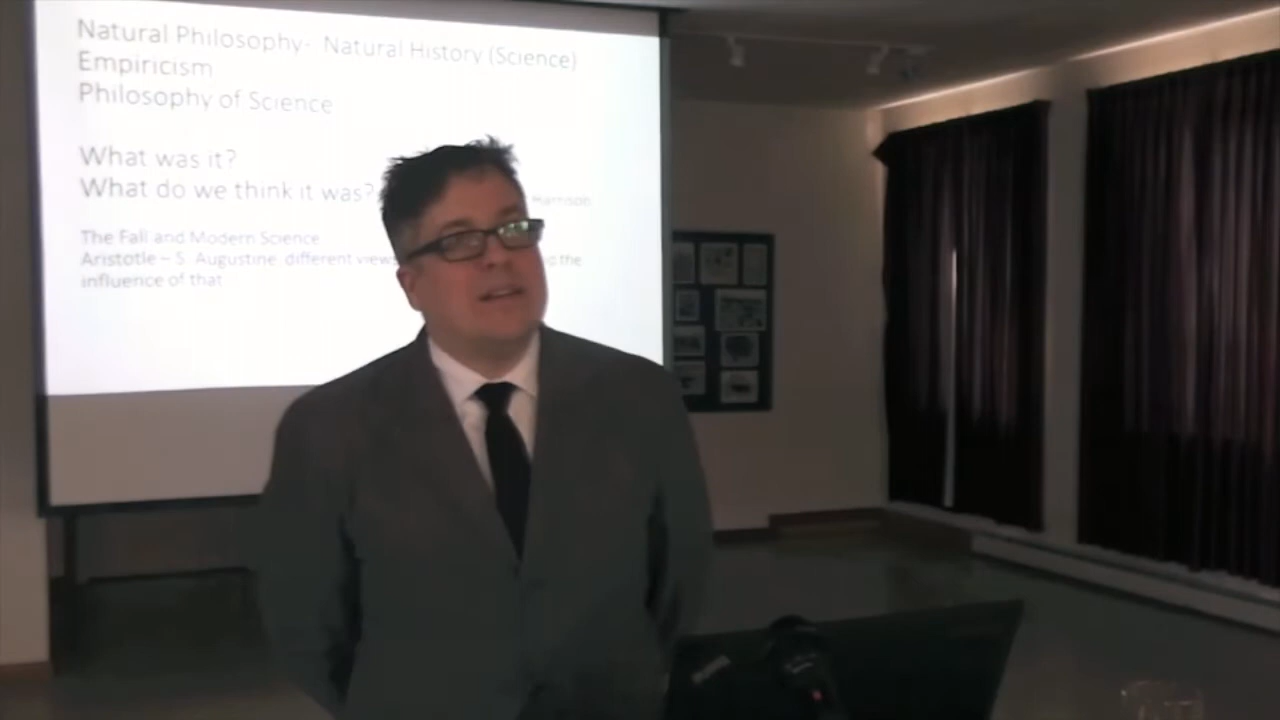 Natural Philosophy- Natural History (Science)
Empiricism
Philosophy of Science
What was it?
What do we think it was?
Harrison
The Fall and Modern Science
Aristotle – S. Augustine, different views
d the
influence of that